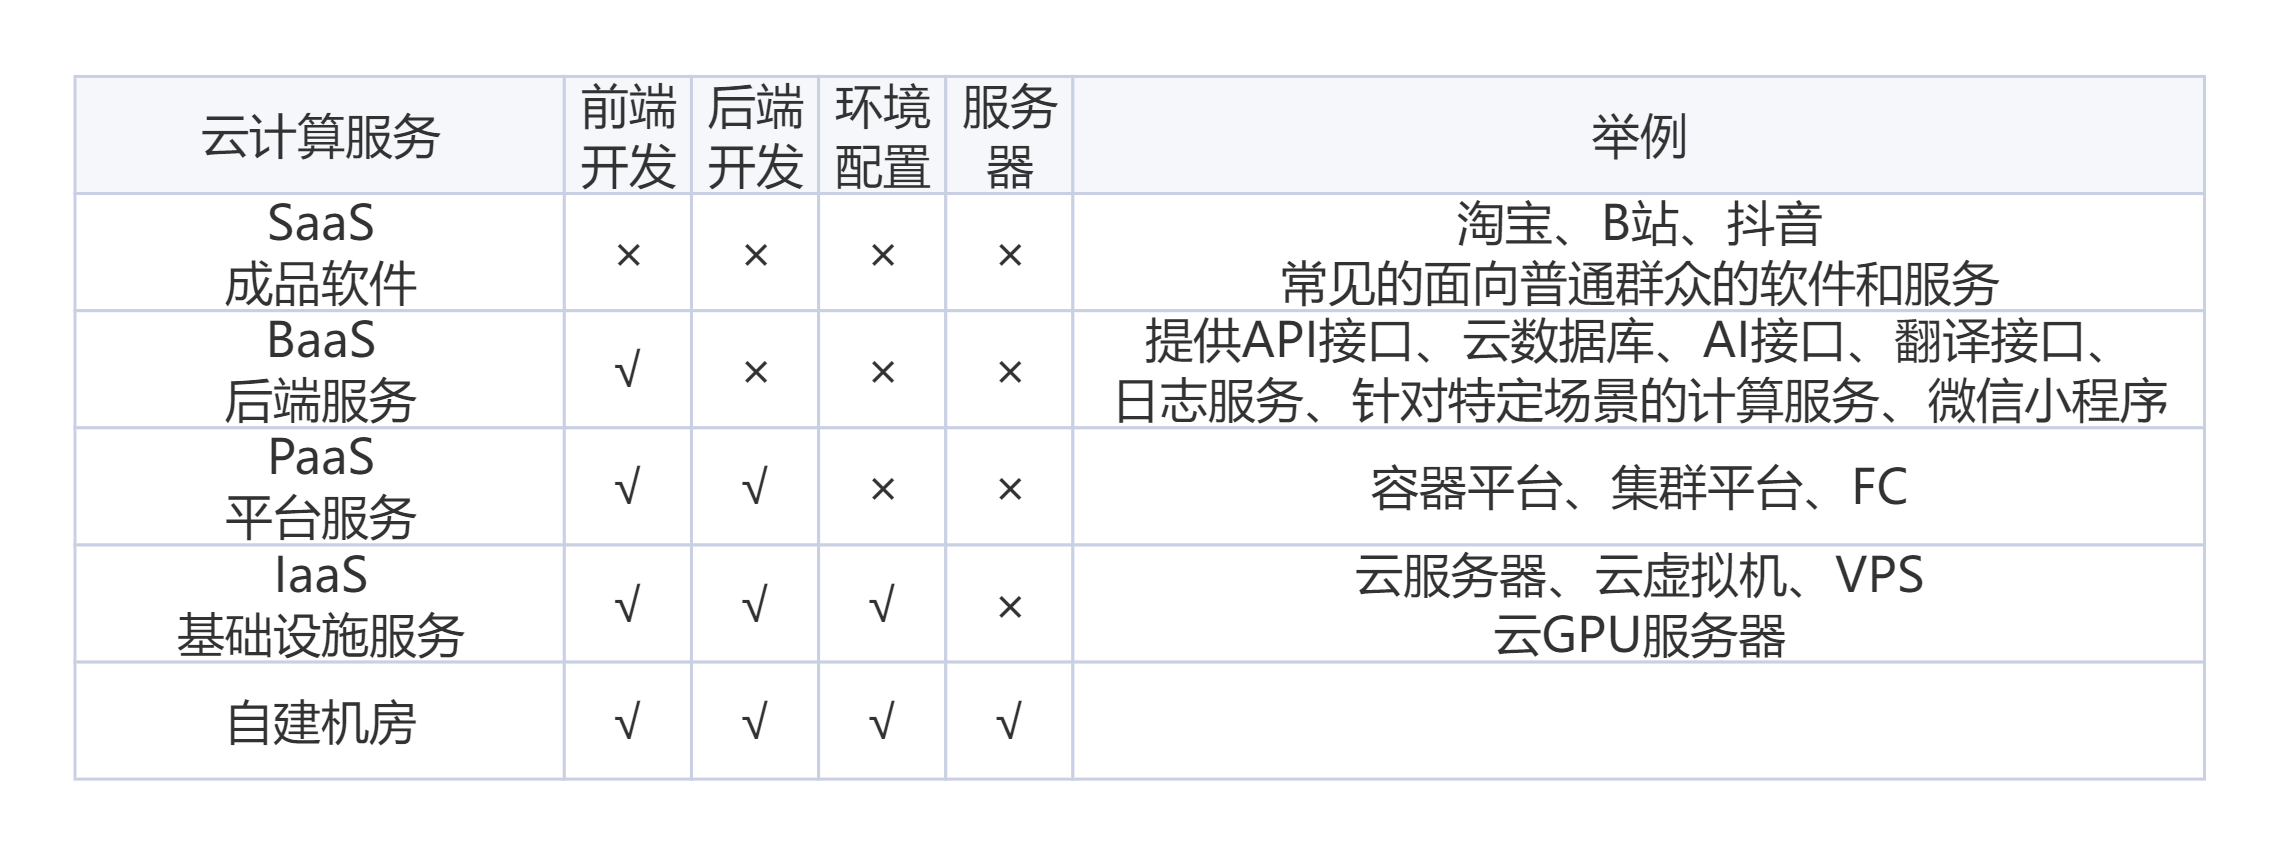 云计算服务 前端开发 后端开发 环境配置 服务器 举例
SaaS
成品软件
× × × ×
淘宝、B站、抖音
常见的面向普通群众的软件和服务
BaaS
后端服务
√ × × ×
提供API接口、云数据库、AI接口、翻译接口、
日志服务、针对特定场景的计算服务、微信小程序
PaaS
平台服务
√ √ × ×
容器平台、集群平台、FC
IaaS
基础设施服务
√ √ √ ×
云服务器、云虚拟机、VPS
云GPU服务器
自建机房 √ √ √ √